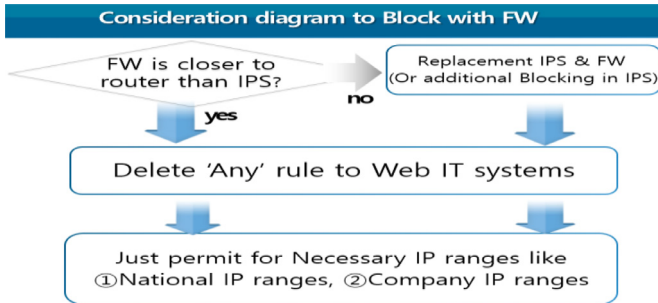 Consideration diagram to Block with FW
FW is closer to
router than IPS?
Replacement IPS & FW
(Or additional Blocking in IPS)
no
yes
Delete 'Any' rule to Web IT systems
Just permit for Necessary IP ranges like
①National IP ranges, ②Company IP ranges